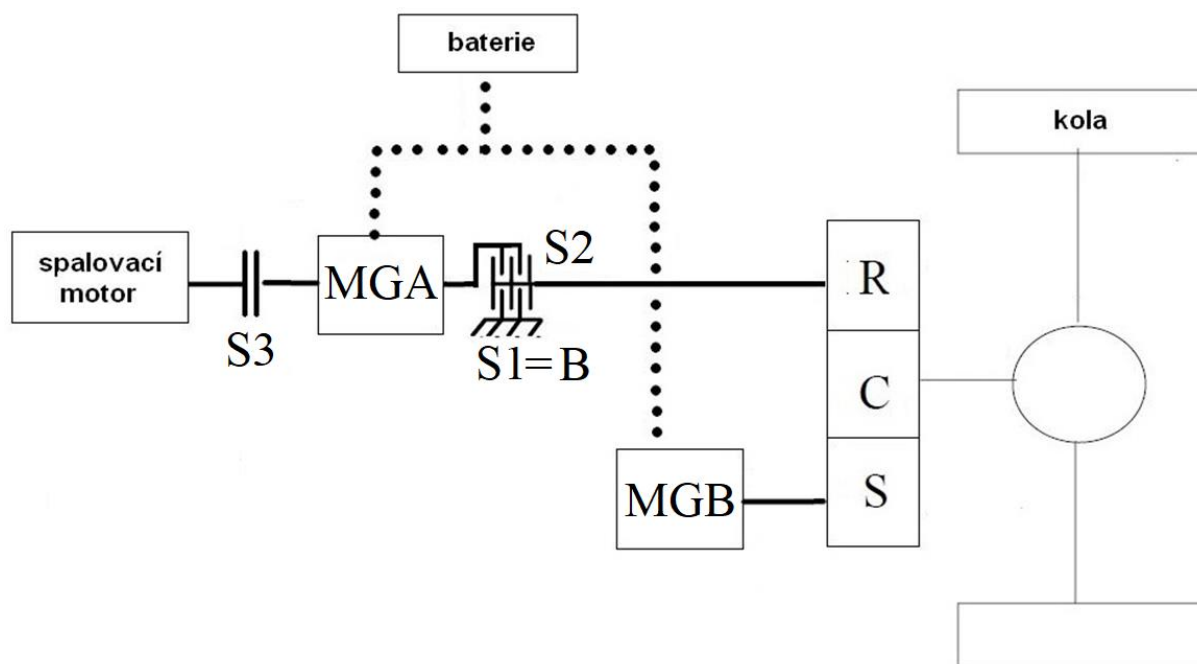 baterie
kola
spalovací
motor
S3
MGA
S2
S1=B
R
C
S
MGB